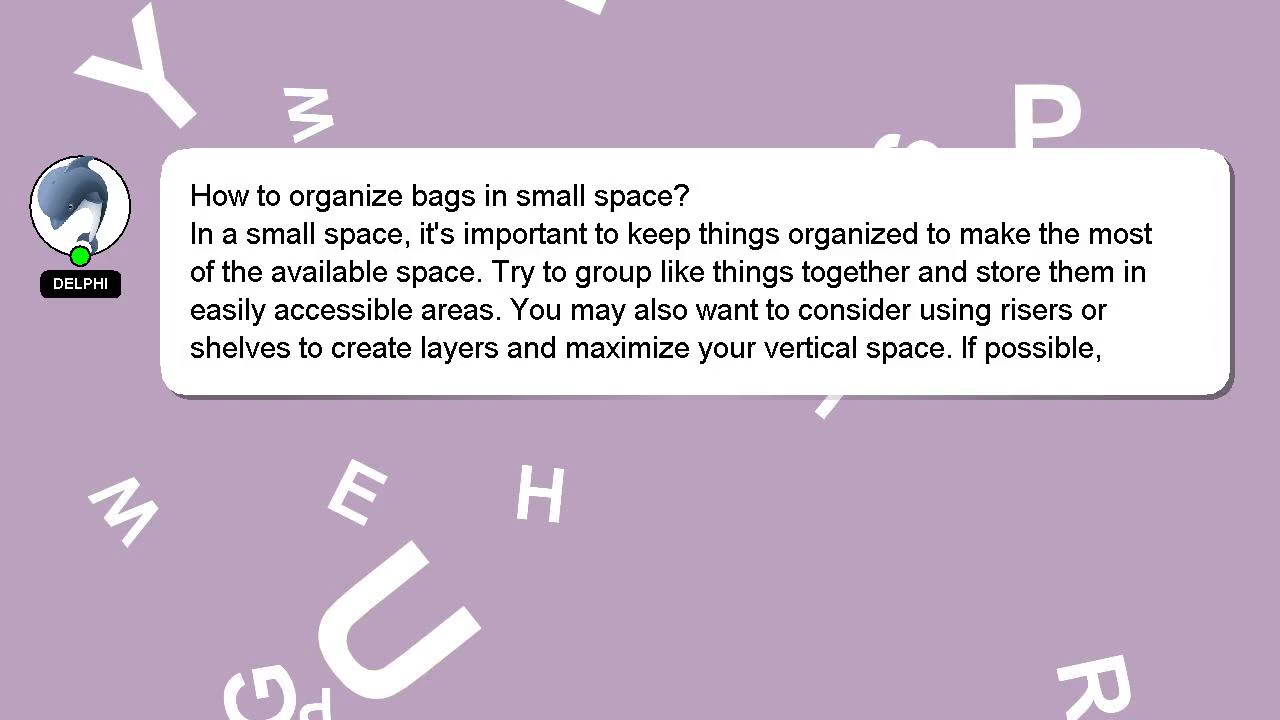 Y
W
P
S
How to organize bags in small space?
In a small space, it's important to keep things organized to make the most
of the available space. Try to group like things together and store them in
easily accessible areas. You may also want to consider using risers or
shelves to create layers and maximize your vertical space. If possible,
DELPHI
W
E
H
U
G
P
R